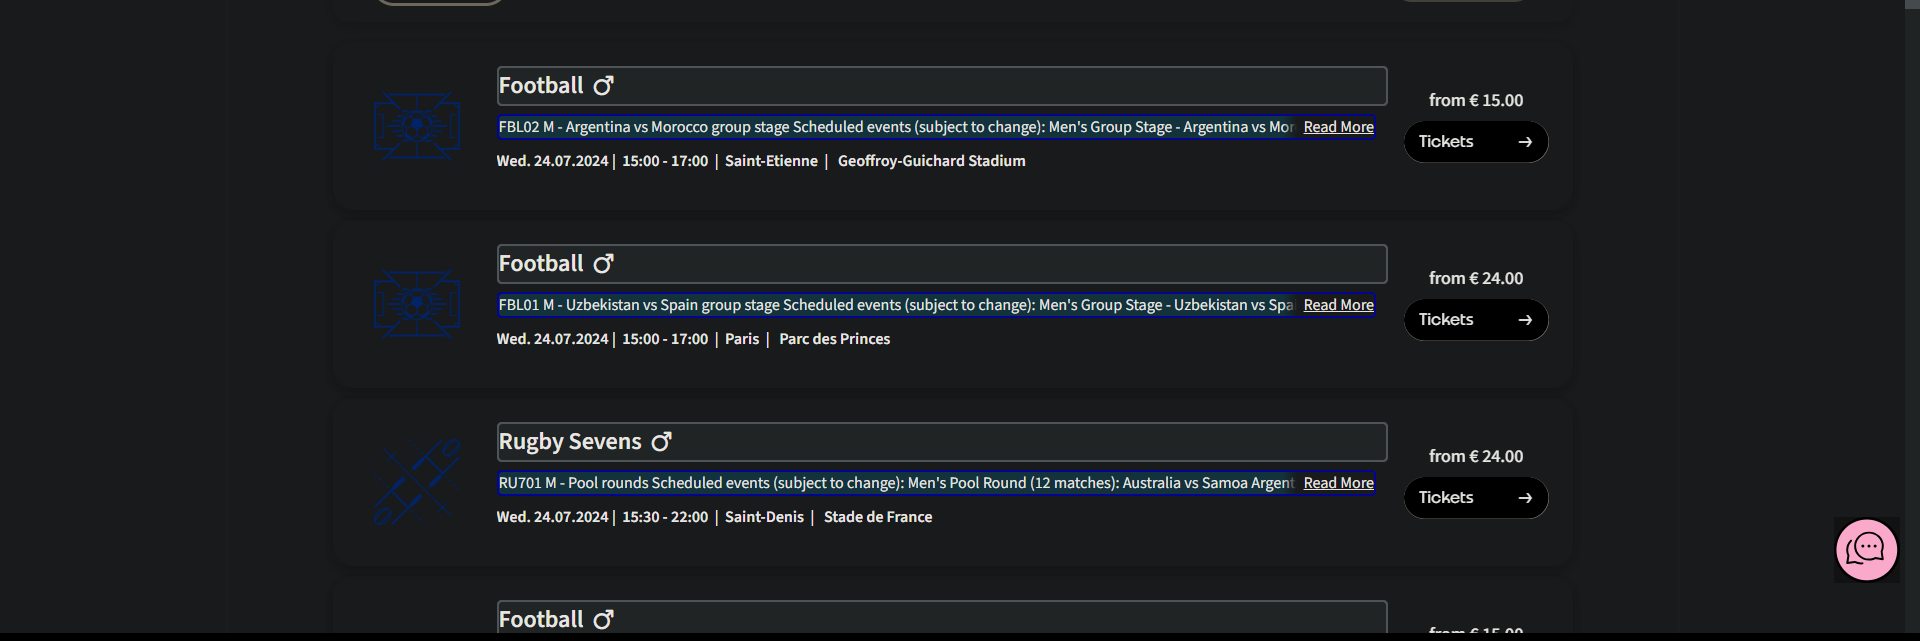 Football ♂
from € 15.00
FBL02 M - Argentina vs Morocco group stage Scheduled events (subject to change): Men's Group Stage - Argentina vs Mor Read More
Tickets →
Wed. 24.07.2024 | 15:00 - 17:00 | Saint-Etienne | Geoffroy-Guichard Stadium
Football ♂
from € 24.00
FBL01 M - Uzbekistan vs Spain group stage Scheduled events (subject to change): Men's Group Stage - Uzbekistan vs Spa Read More
Tickets →
Wed. 24.07.2024 | 15:00 - 17:00 | Paris | Parc des Princes
Rugby Sevens ♂
from € 24.00
RU701 M - Pool rounds Scheduled events (subject to change): Men's Pool Round (12 matches): Australia vs Samoa Argent Read More
Tickets →
Wed. 24.07.2024 | 15:30 - 22:00 | Saint-Denis | Stade de France
Football ♂
from € 15.00